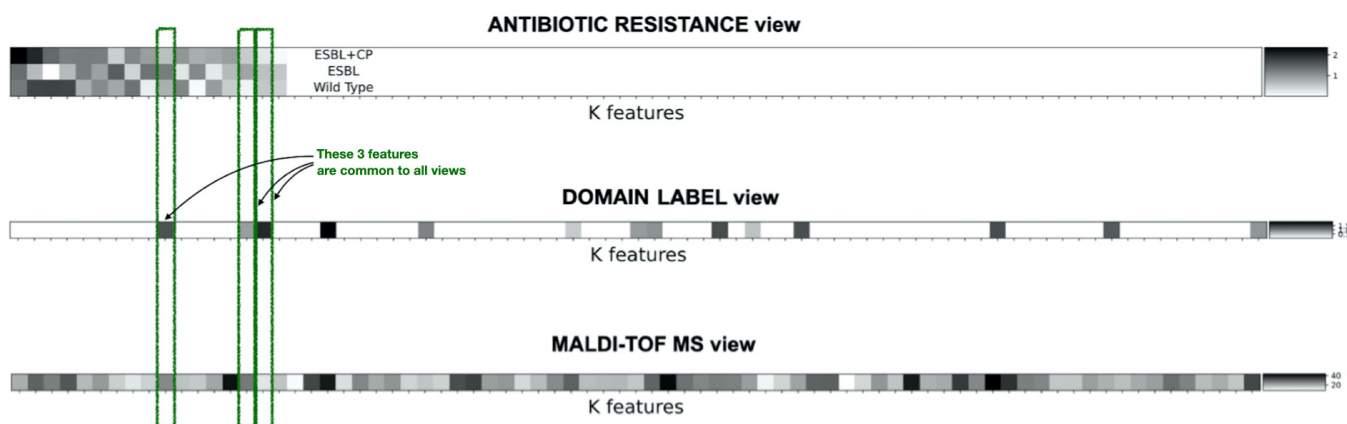 ANTIBIOTIC RESISTANCE view
ESBL+CP
ESBL
Wild Type
2
1
K features
These 3 features
are common to all views
DOMAIN LABEL view
K features
MALDI-TOF MS view
40
20
K features